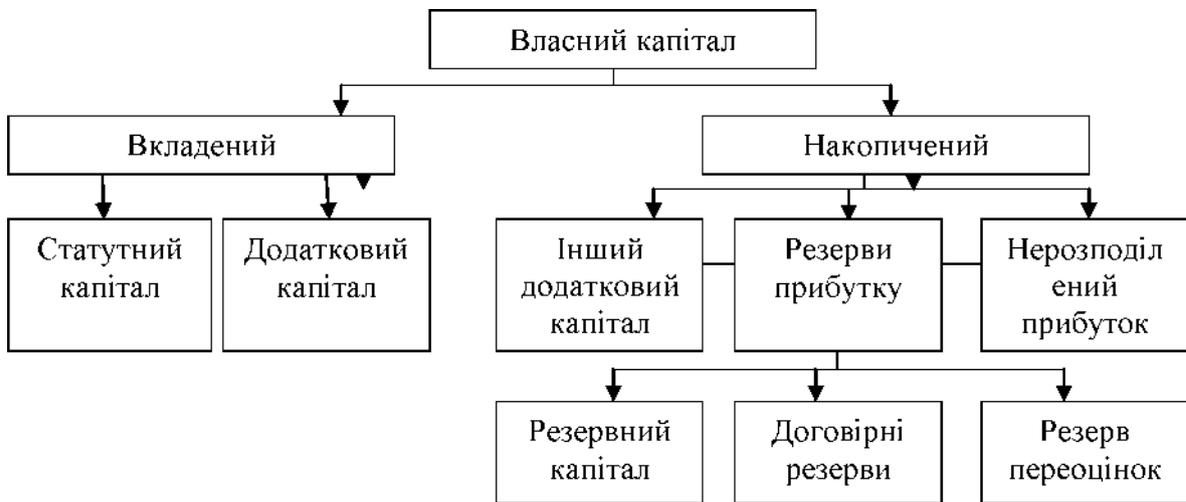 Власний капітал
Вкладений
Накопичений
Статутний
капітал
Додатковий
капітал
Інший
додатковий
капітал
Резерви
прибутку
Нерозподіл
ений
прибуток
Резервний
капітал
Договірні
резерви
Резерв
переоцінок